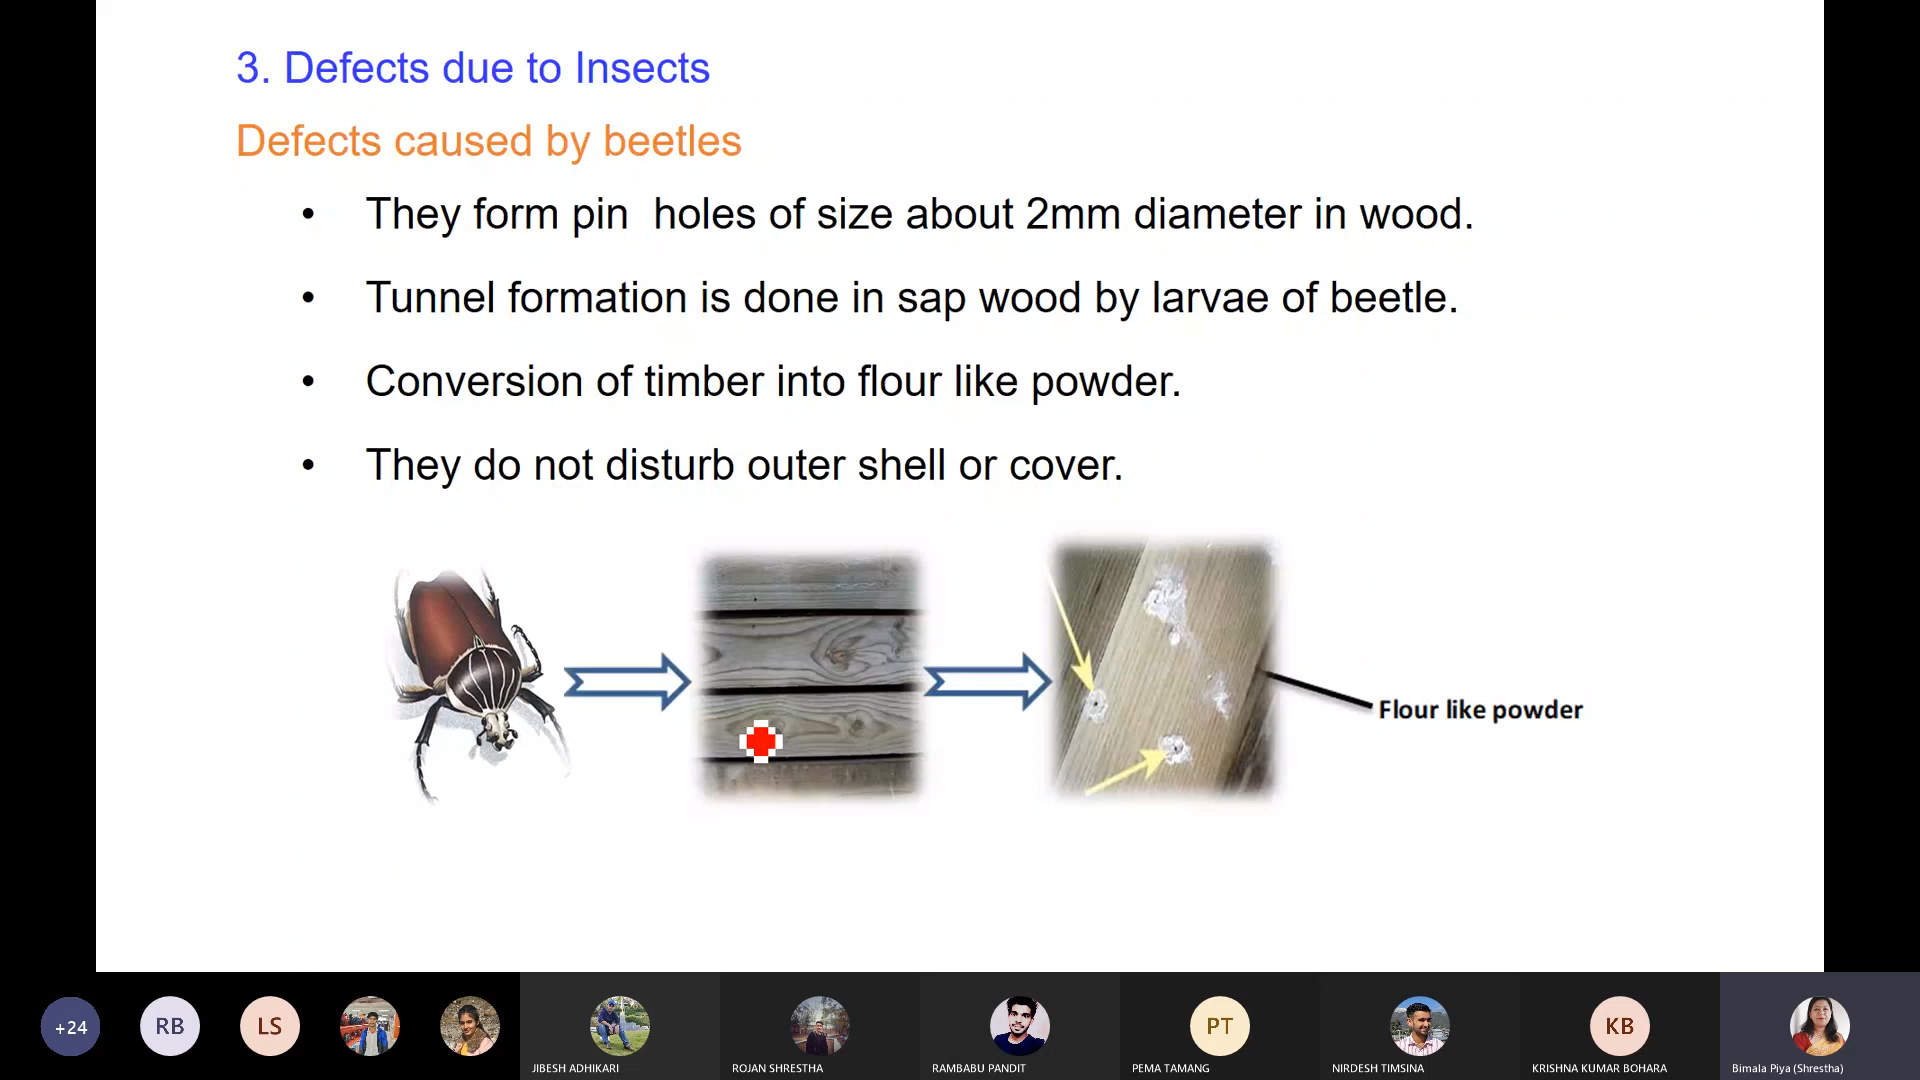 3. Defects due to Insects
Defects caused by beetles
• They form pin holes of size about 2mm diameter in wood.
• Tunnel formation is done in sap wood by larvae of beetle.
• Conversion of timber into flour like powder.
• They do not disturb outer shell or cover.
Flour like powder
+24
RB
LS
PT
KB
JIBESH ADHIKARI
ROJAN SHRESTHA
RAMBABU PANDIT
PEMA TAMANG
NIRDESH TIMSINA
KRISHNA KUMAR BOHARA
Bimala Piya (Shrestha)